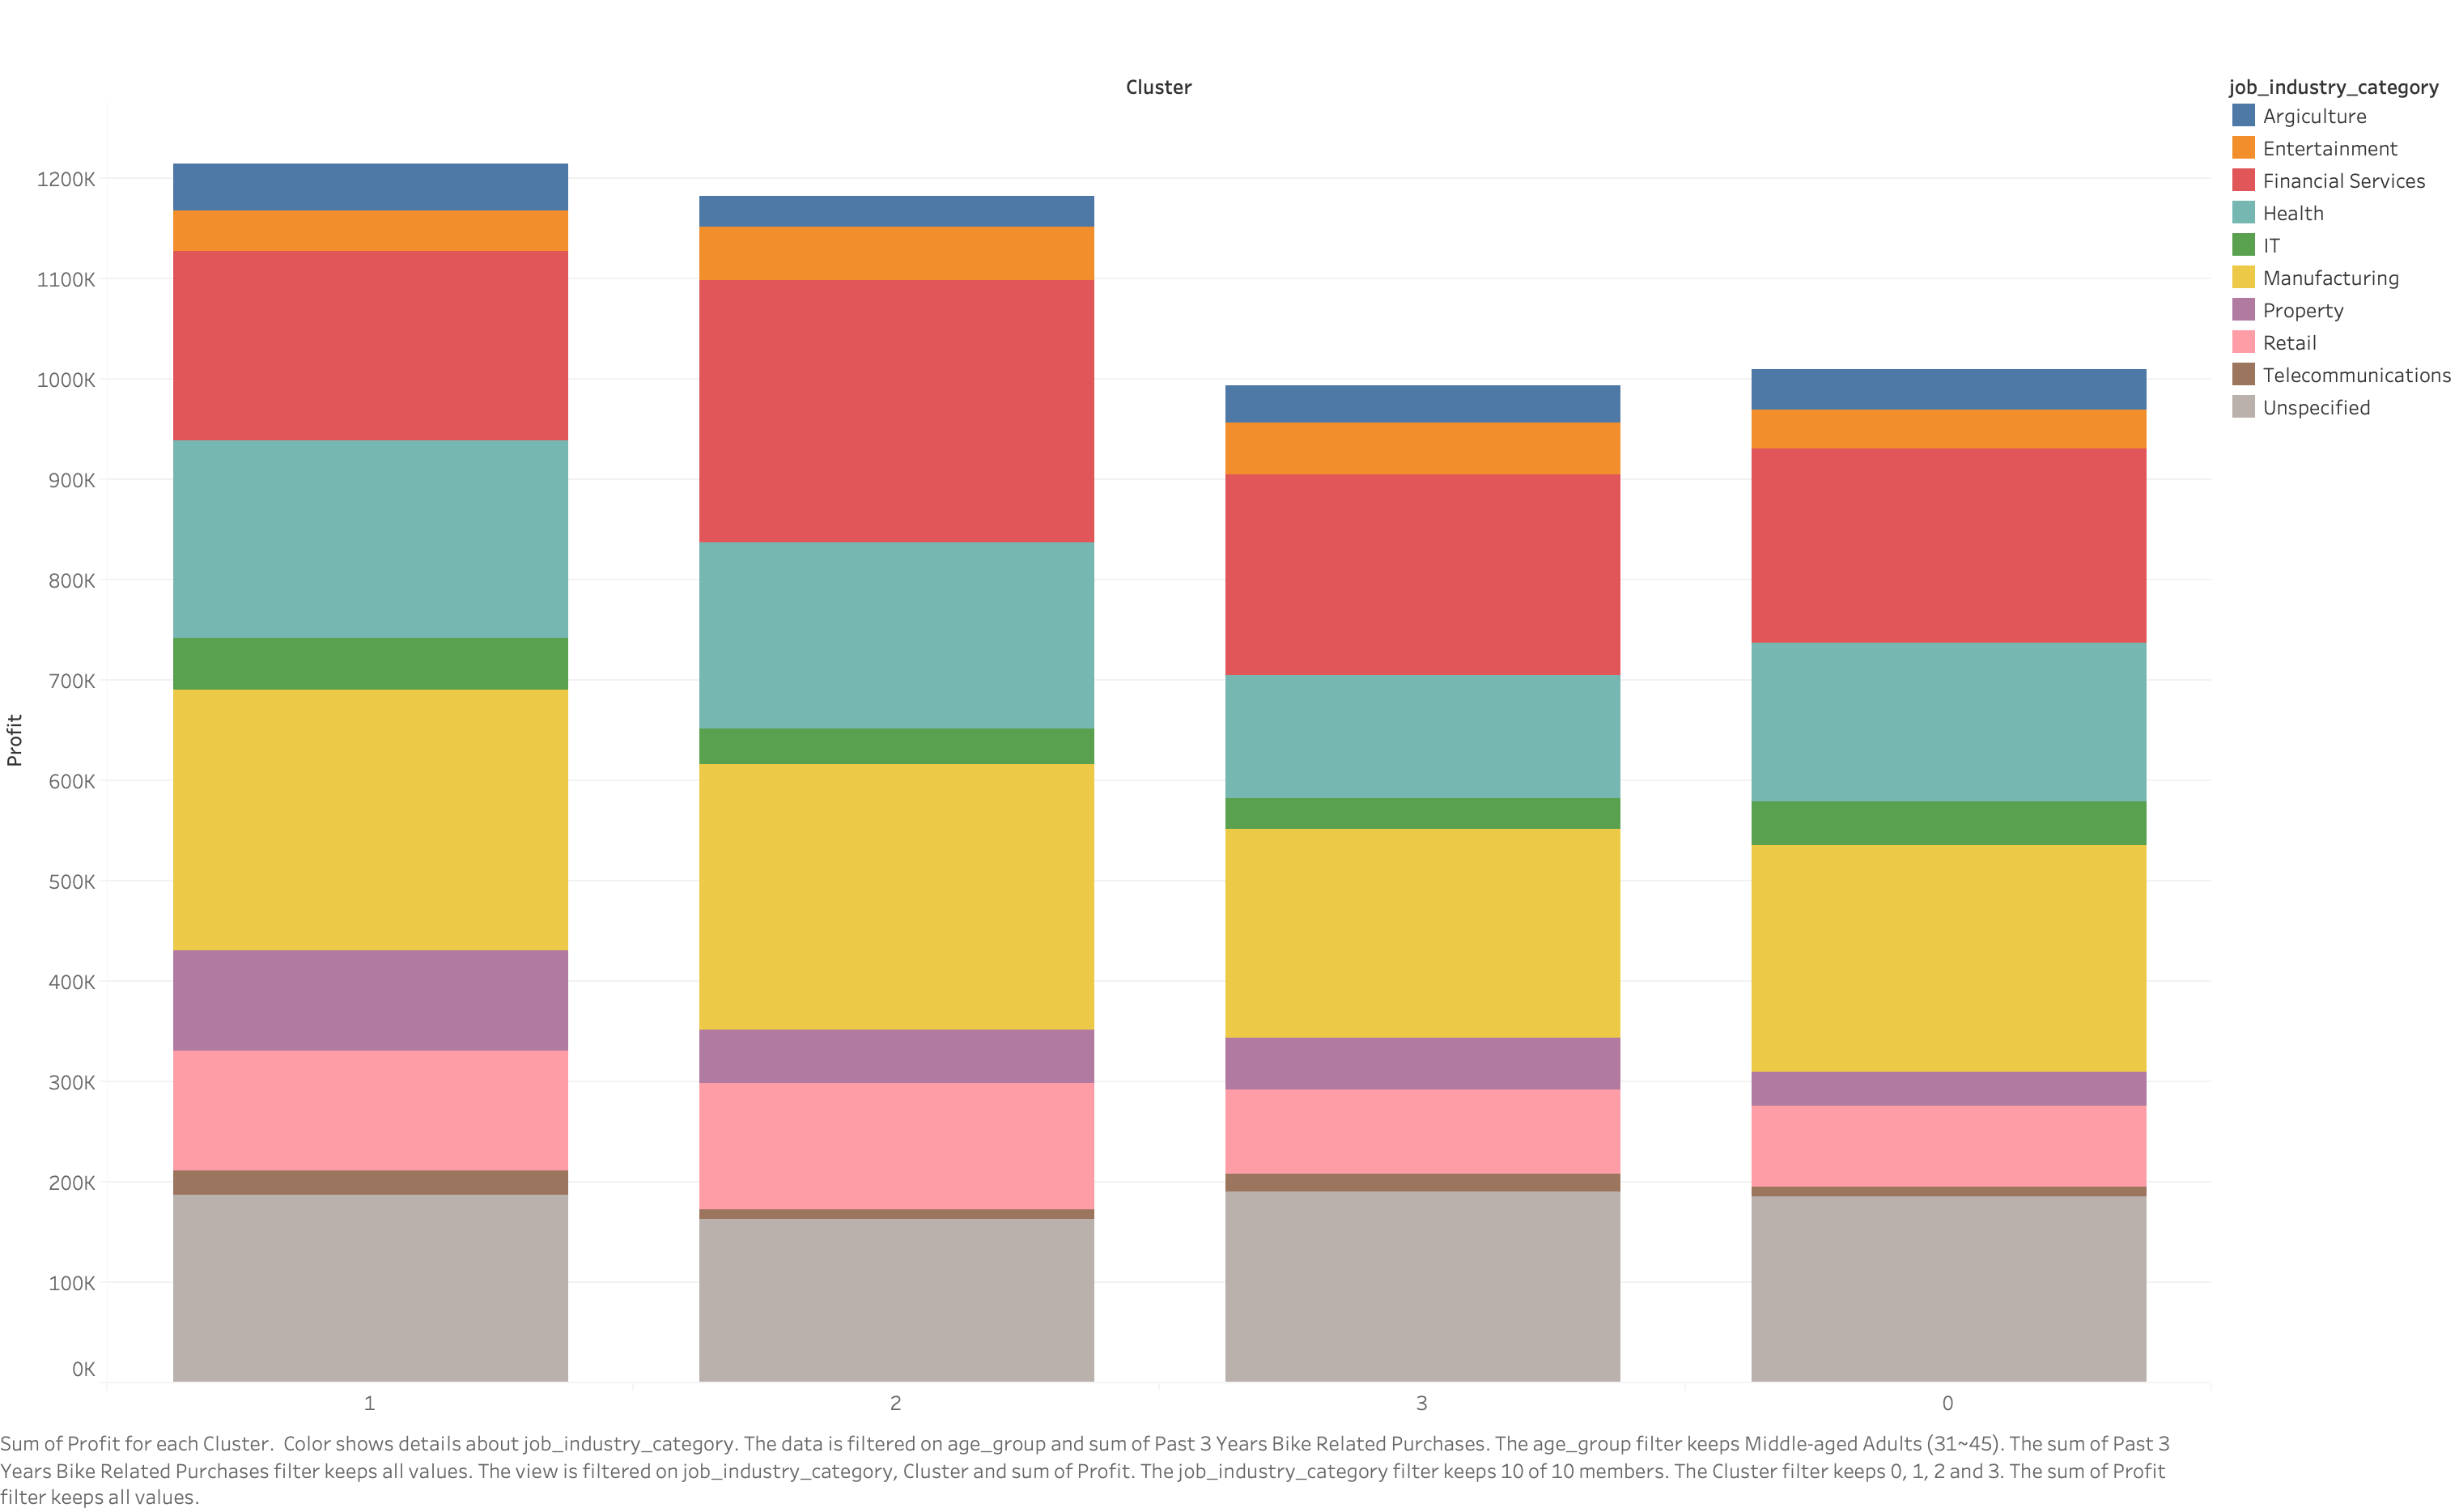 Cluster
job_industry_category
Argiculture
Entertainment
Financial Services
Health
IT
Manufacturing
Property
Retail
Telecommunications
Unspecified
1200K
1100K
1000K
900K
800K
700K
600K
500K
400K
300K
200K
100K
0K
Profit
1
2
3
0
Sum of Profit for each Cluster.  Color shows details about job_industry_category. The data is filtered on age_group and sum of Past 3 Years Bike Related Purchases. The age_group filter keeps Middle-aged Adults (31~45). The sum of Past 3
Years Bike Related Purchases filter keeps all values. The view is filtered on job_industry_category, Cluster and sum of Profit. The job_industry_category filter keeps 10 of 10 members. The Cluster filter keeps 0, 1, 2 and 3. The sum of Profit
filter keeps all values.